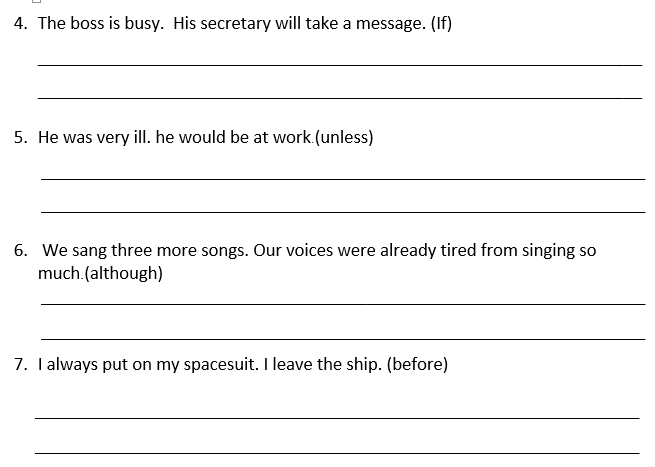 4. The boss is busy.  His secretary will take a message. (If)
5. He was very ill. he would be at work.(unless)
6. We sang three more songs. Our voices were already tired from singing so
much.(although)
7. I always put on my spacesuit. I leave the ship. (before)